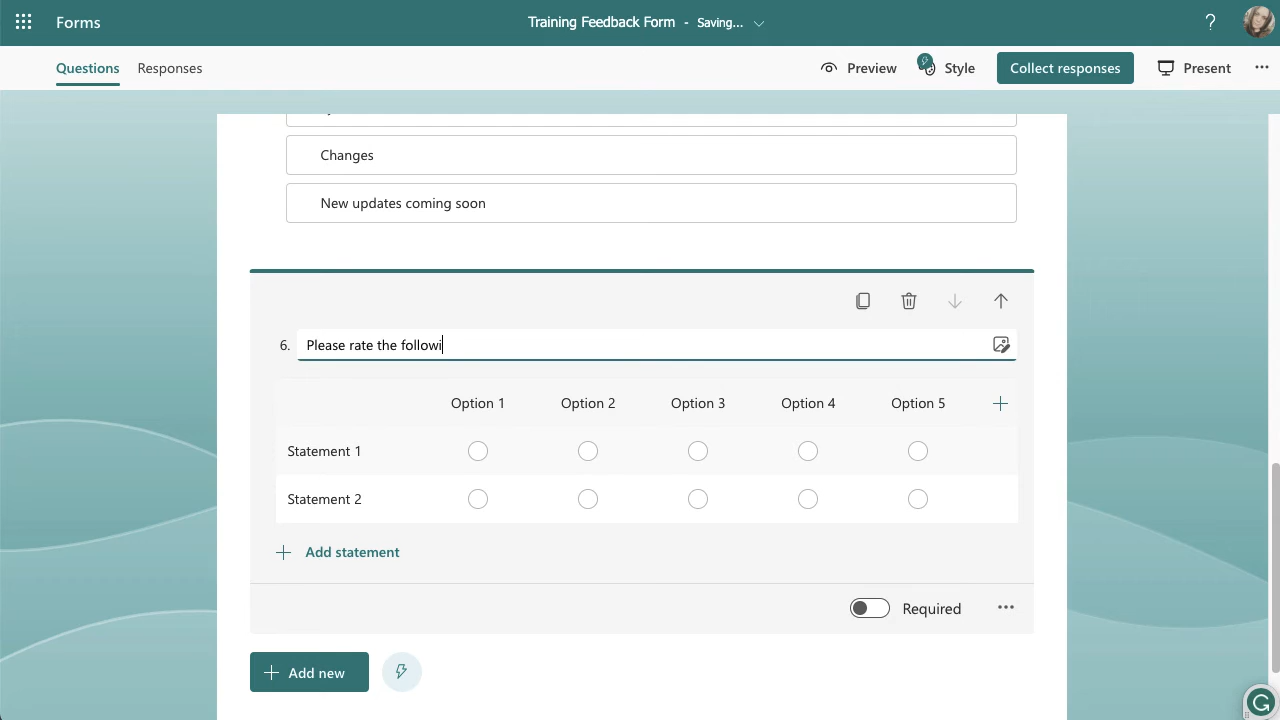 Forms
Training Feedback Form - Saving...
?
Questions Responses
Preview Style Collect responses Present
Changes
New updates coming soon
6. Please rate the followi
Option 1 Option 2 Option 3 Option 4 Option 5
Statement 1
Statement 2
Add statement
Required
Add new